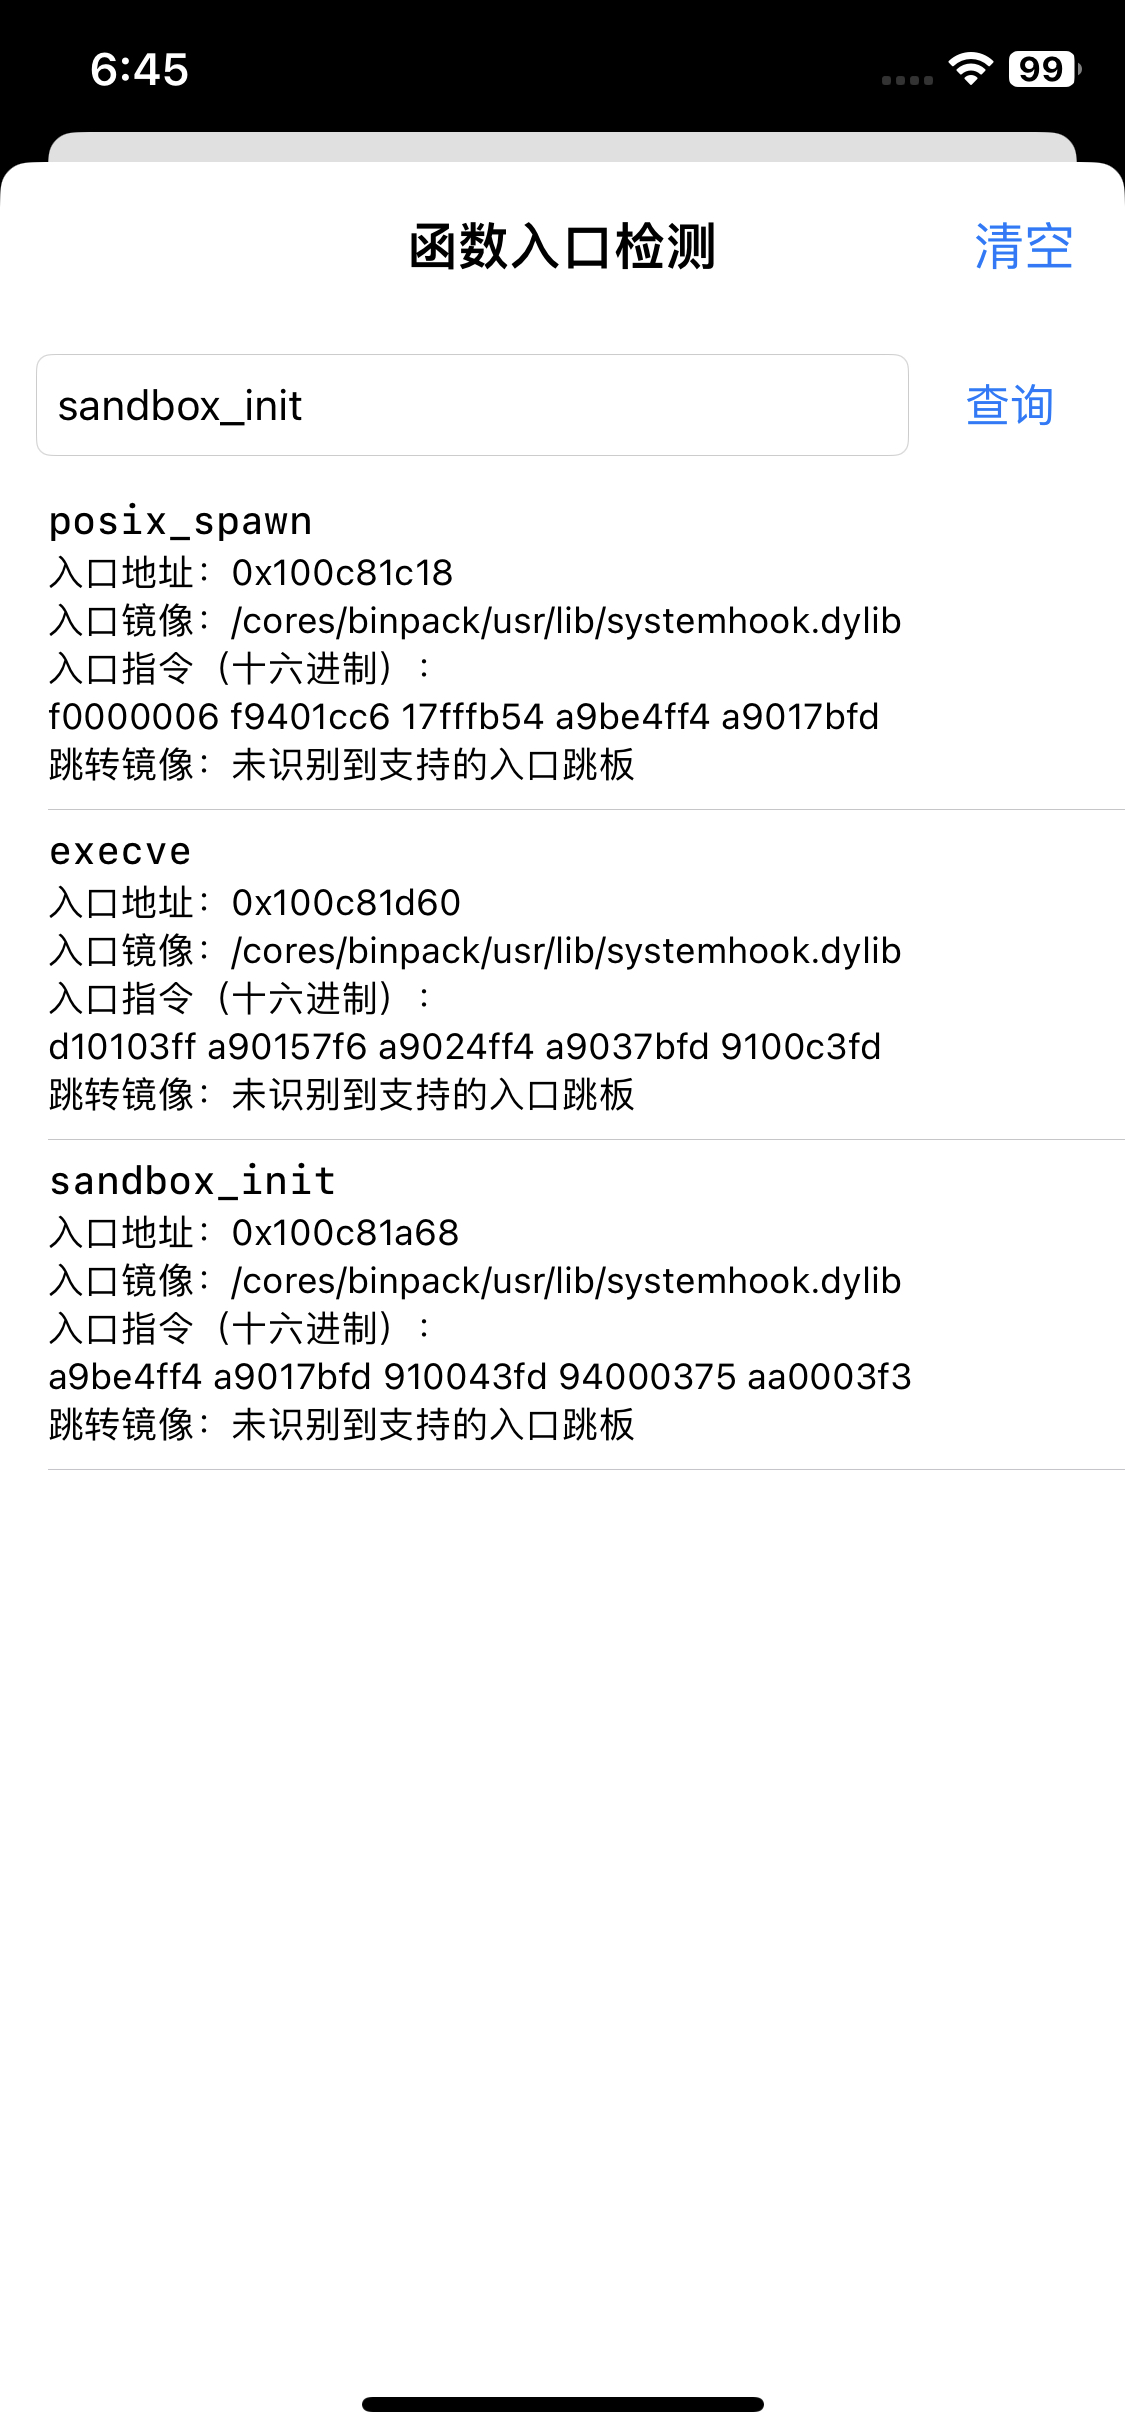 6:45
99
函数入口检测
清空
sandbox_init
查询
posix_spawn
入口地址：0x100c81c18
入口镜像：/cores/binpack/usr/lib/systemhook.dylib
入口指令（十六进制）：
f0000006 f9401cc6 17fffb54 a9be4ff4 a9017bfd
跳转镜像：未识别到支持的入口跳板
execve
入口地址：0x100c81d60
入口镜像：/cores/binpack/usr/lib/systemhook.dylib
入口指令（十六进制）：
d10103ff a90157f6 a9024ff4 a9037bfd 9100c3fd
跳转镜像：未识别到支持的入口跳板
sandbox_init
入口地址：0x100c81a68
入口镜像：/cores/binpack/usr/lib/systemhook.dylib
入口指令（十六进制）：
a9be4ff4 a9017bfd 910043fd 94000375 aa0003f3
跳转镜像：未识别到支持的入口跳板